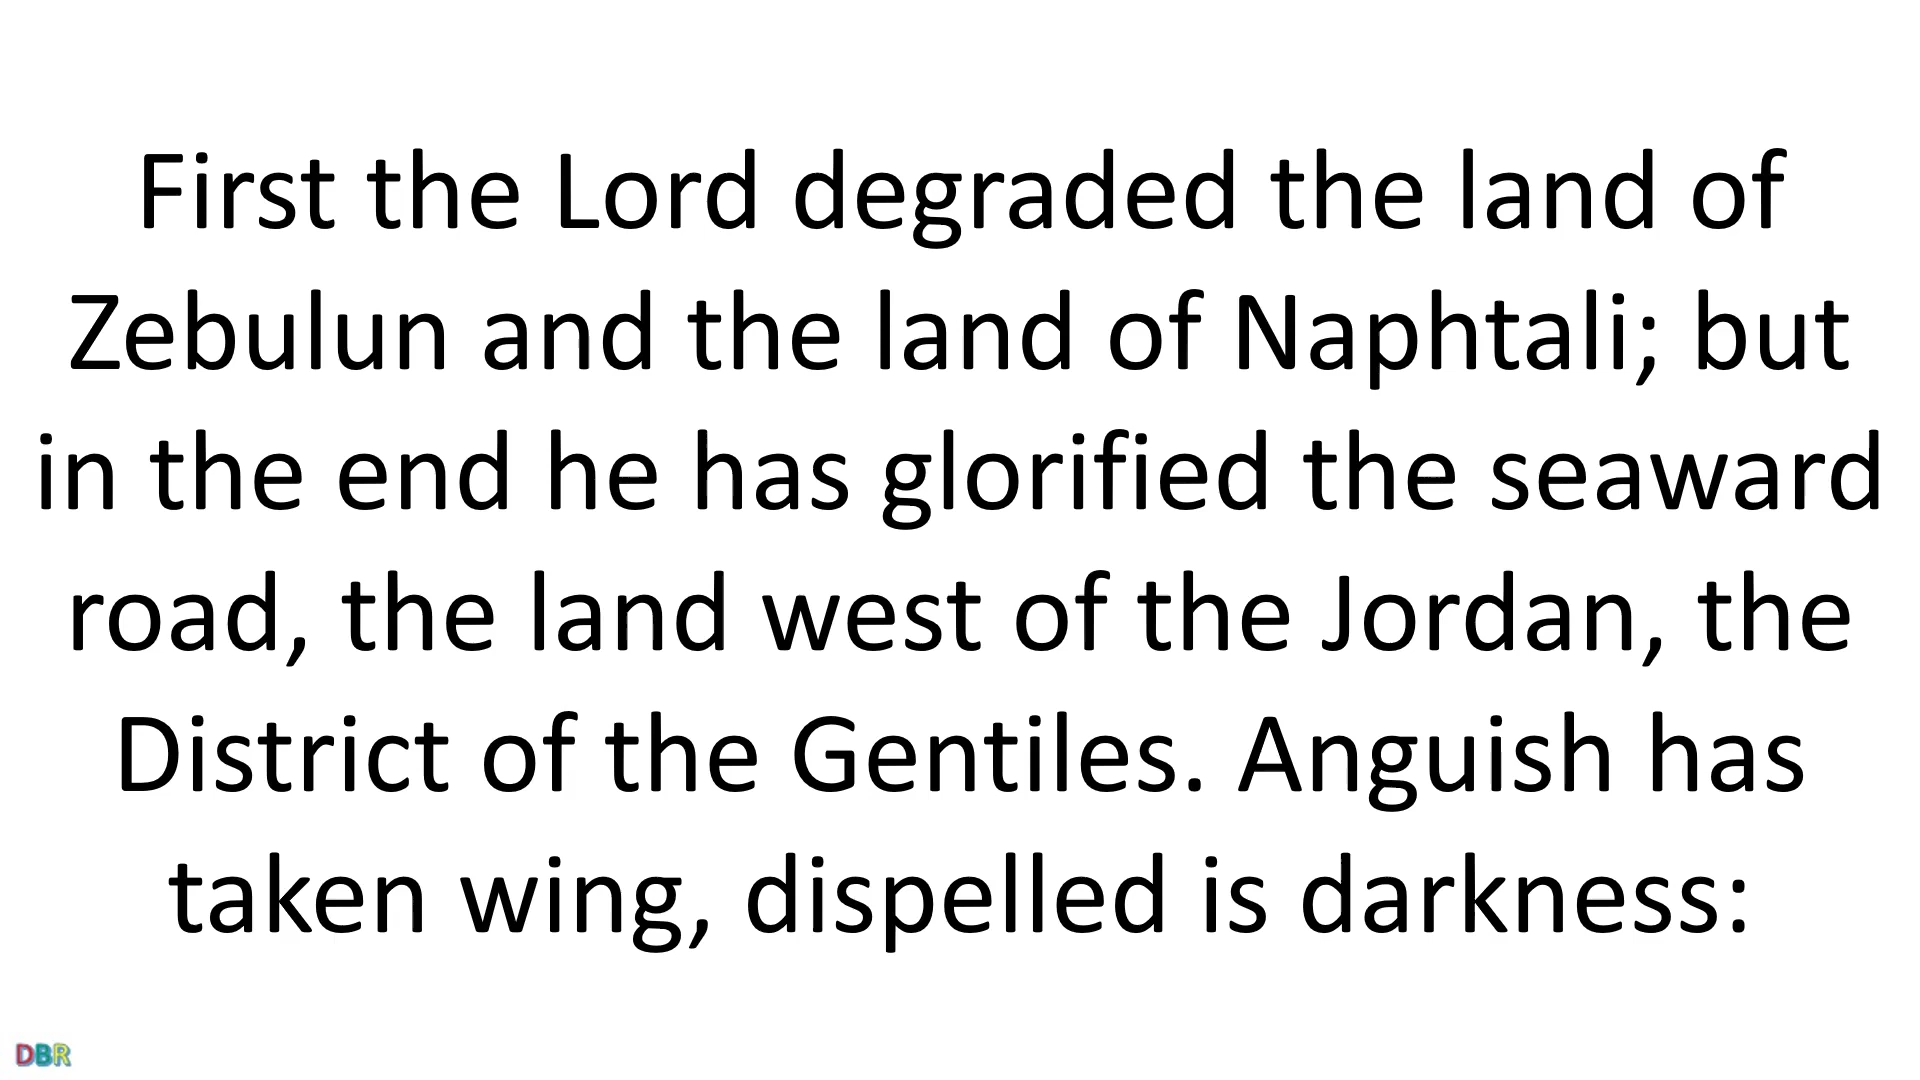 First the Lord degraded the land of
Zebulun and the land of Naphtali; but
in the end he has glorified the seaward
road, the land west of the Jordan, the
District of the Gentiles. Anguish has
taken wing, dispelled is darkness:
DBR